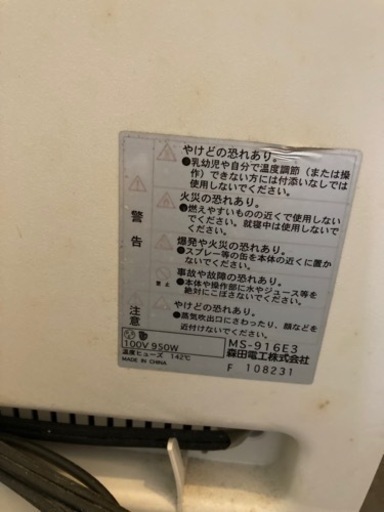 警告
やけどの恐れあり。
●乳幼児や自分で温度調節（または操
作）できない方には付添いなしでは
使用しないでください。
火災の恐れあり。
●燃えやすいものの近くで使用しない
でください。就寝中は使用しない
でください。
爆発や火災の恐れあり。
●スプレー等の缶を本体の近くに置か
ないでください。
注意
禁止
事故や故障の恐れあり。
●本体や操作部に水やジュース等を
絶対にこぼさないでください。
やけどの恐れあり。
●蒸気吹出口にさわったり、顔などを
近付けないでください。
100V 950W
温度ヒューズ 142℃
MADE IN CHINA
MS-916E3
森田電工株式会社
F 108231